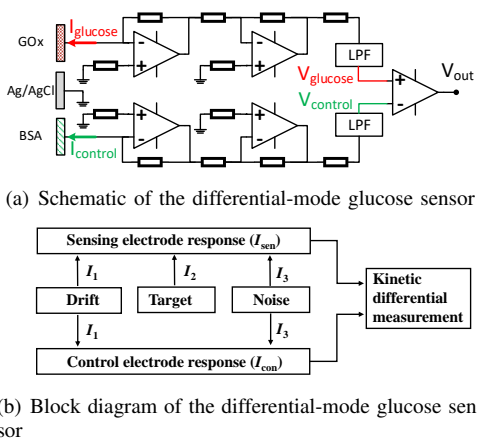 GOx
I_glucose
LPF
Ag/AgCl
V_glucose
V_out
V_control
BSA
I_control
LPF
- + - + + - + - + -
(a) Schematic of the differential-mode glucose sensor
Sensing electrode response (I_sen)
I_1 I_2 I_3
Drift Target Noise
Kinetic
differential
measurement
I_1 I_3
Control electrode response (I_con)
(b) Block diagram of the differential-mode glucose sen
sor